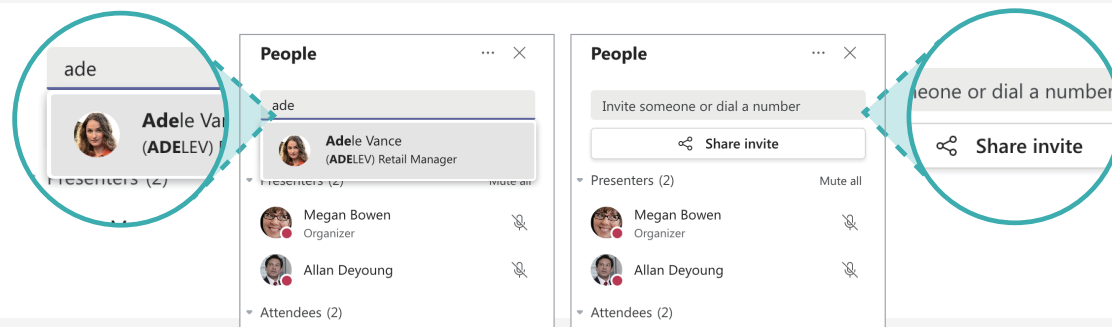 ade
Adele Var
(ADELEV)
Presenters (2)
People
ade
Adele Vance
(ADELEV) Retail Manager
Presenters (2) Mute all
Megan Bowen
Organizer
Allan Deyoung
Attendees (2)
People
Invite someone or dial a number
Share invite
Presenters (2) Mute all
Megan Bowen
Organizer
Allan Deyoung
Attendees (2)
eone or dial a number
Share invite